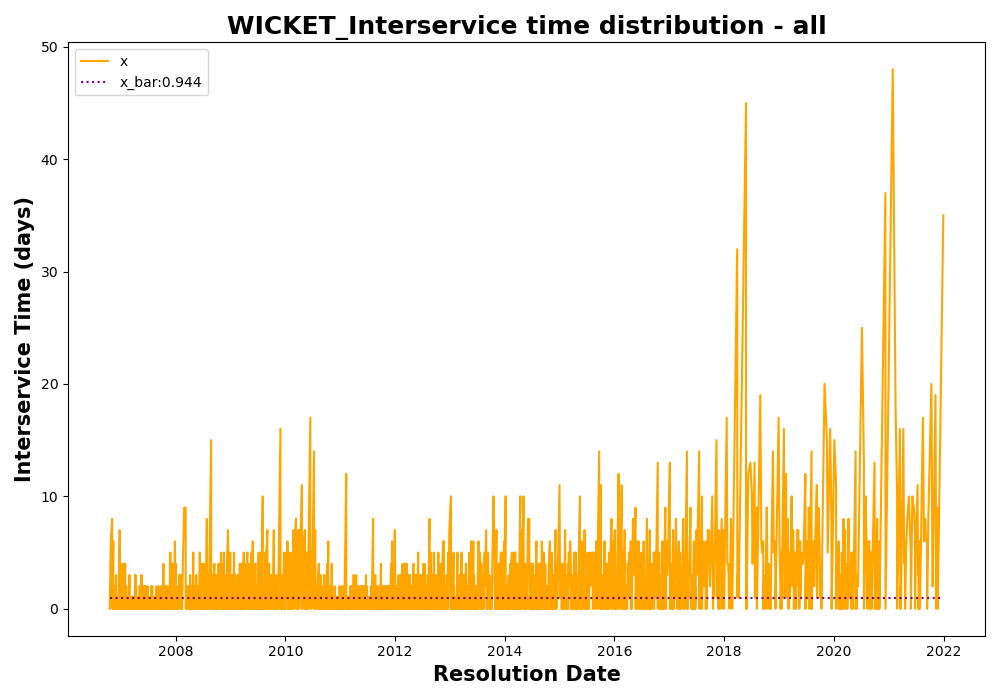 WICKET_Interservice time distribution - all
x
x_bar:0.944
Interservice Time (days)
50
40
30
20
10
0
2008 2010 2012 2014 2016 2018 2020 2022
Resolution Date